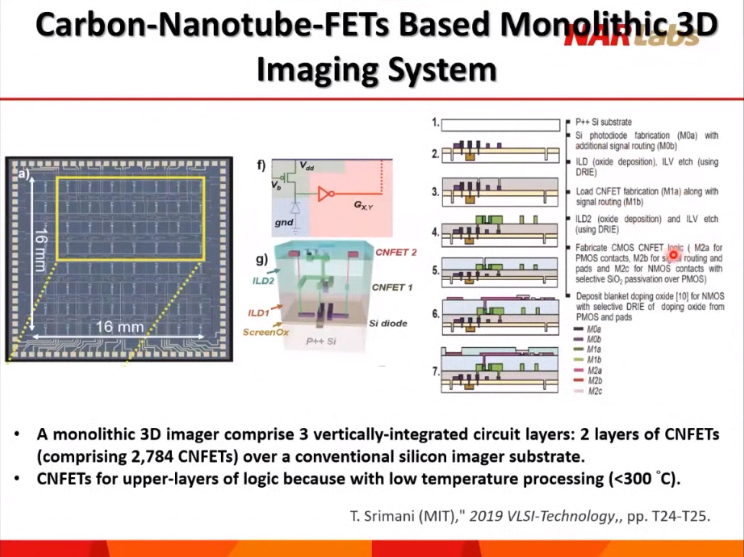 Carbon-Nanotube-FETs Based Monolithic 3D
NARLabs
Imaging System
a)
16 mm
16 mm
f)
Vdd
Vb
gnd
GX,Y
g)
CNFET 2
ILD2
CNFET 1
ILD1
Si diode
ScreenOx
P++ Si
1.
2.
3.
4.
5.
6.
7.
P++ Si substrate
Si photodiode fabrication (M0a) with
additional signal routing (M0b)
ILD (oxide deposition), ILV etch (using
DRIE)
Load CNFET fabrication (M1a) along with
signal routing (M1b)
ILD2 (oxide deposition) and ILV etch
(using DRIE)
Fabricate CMOS CNFET logic ( M2a for
PMOS contacts, M2b for signal routing and
pads and M2c for NMOS contacts with
selective SiO2 passivation over PMOS)
Deposit blanket doping oxide [10] for NMOS
with selective DRIE of doping oxide from
PMOS and pads
M0a
M0b
M1a
M1b
M2a
M2b
M2c
• A monolithic 3D imager comprise 3 vertically-integrated circuit layers: 2 layers of CNFETs
(comprising 2,784 CNFETs) over a conventional silicon imager substrate.
• CNFETs for upper-layers of logic because with low temperature processing (<300 ˚C).
T. Srimani (MIT)," 2019 VLSI-Technology,, pp. T24-T25.